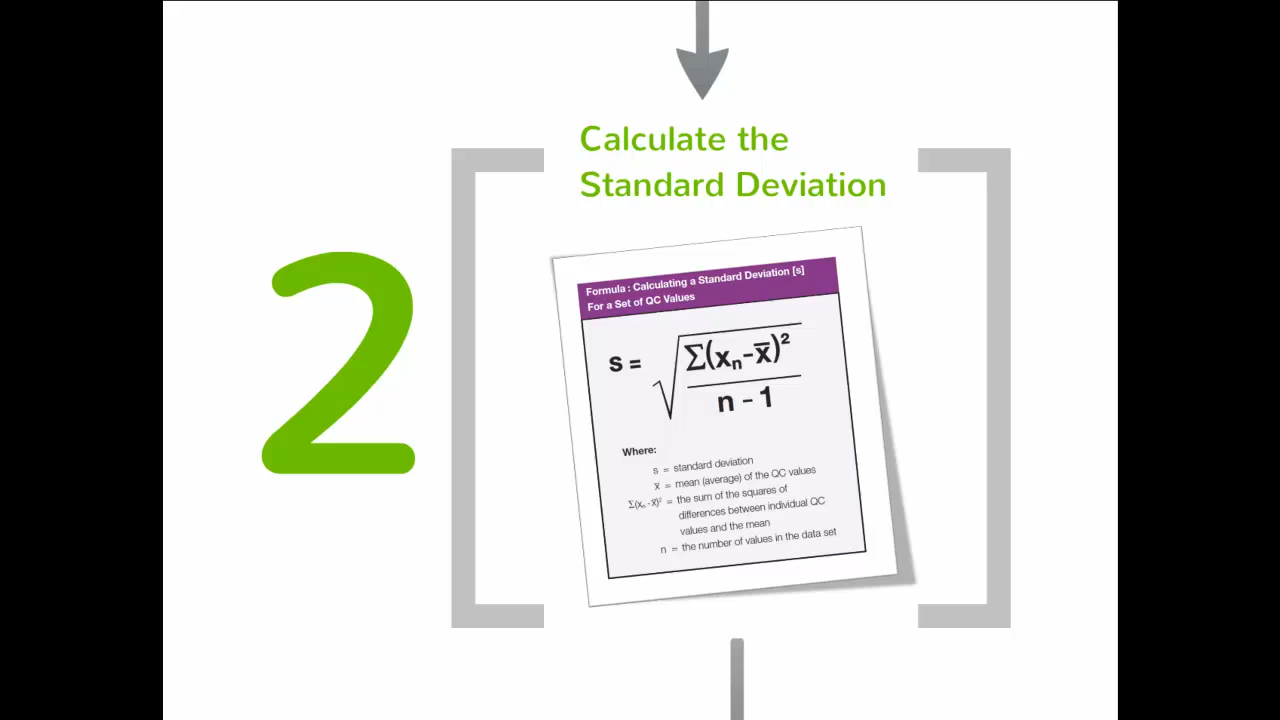 Calculate the
Standard Deviation
2
Formula : Calculating a Standard Deviation [s]
For a Set of QC Values
s = √ Σ(xₙ-x̅)²
n - 1
Where:
s = standard deviation
x̅ = mean (average) of the QC values
Σ(xₙ-x̅)² = the sum of the squares of
differences between individual QC
values and the mean
n = the number of values in the data set